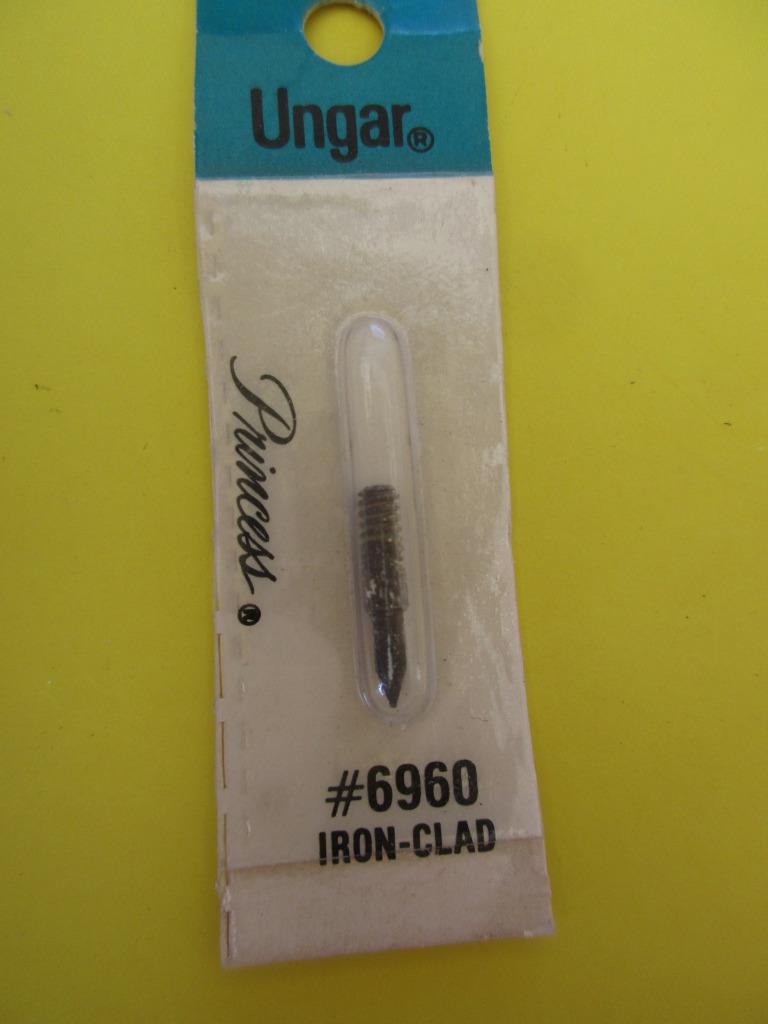 Ungar®
Princess®
#6960
IRON-CLAD